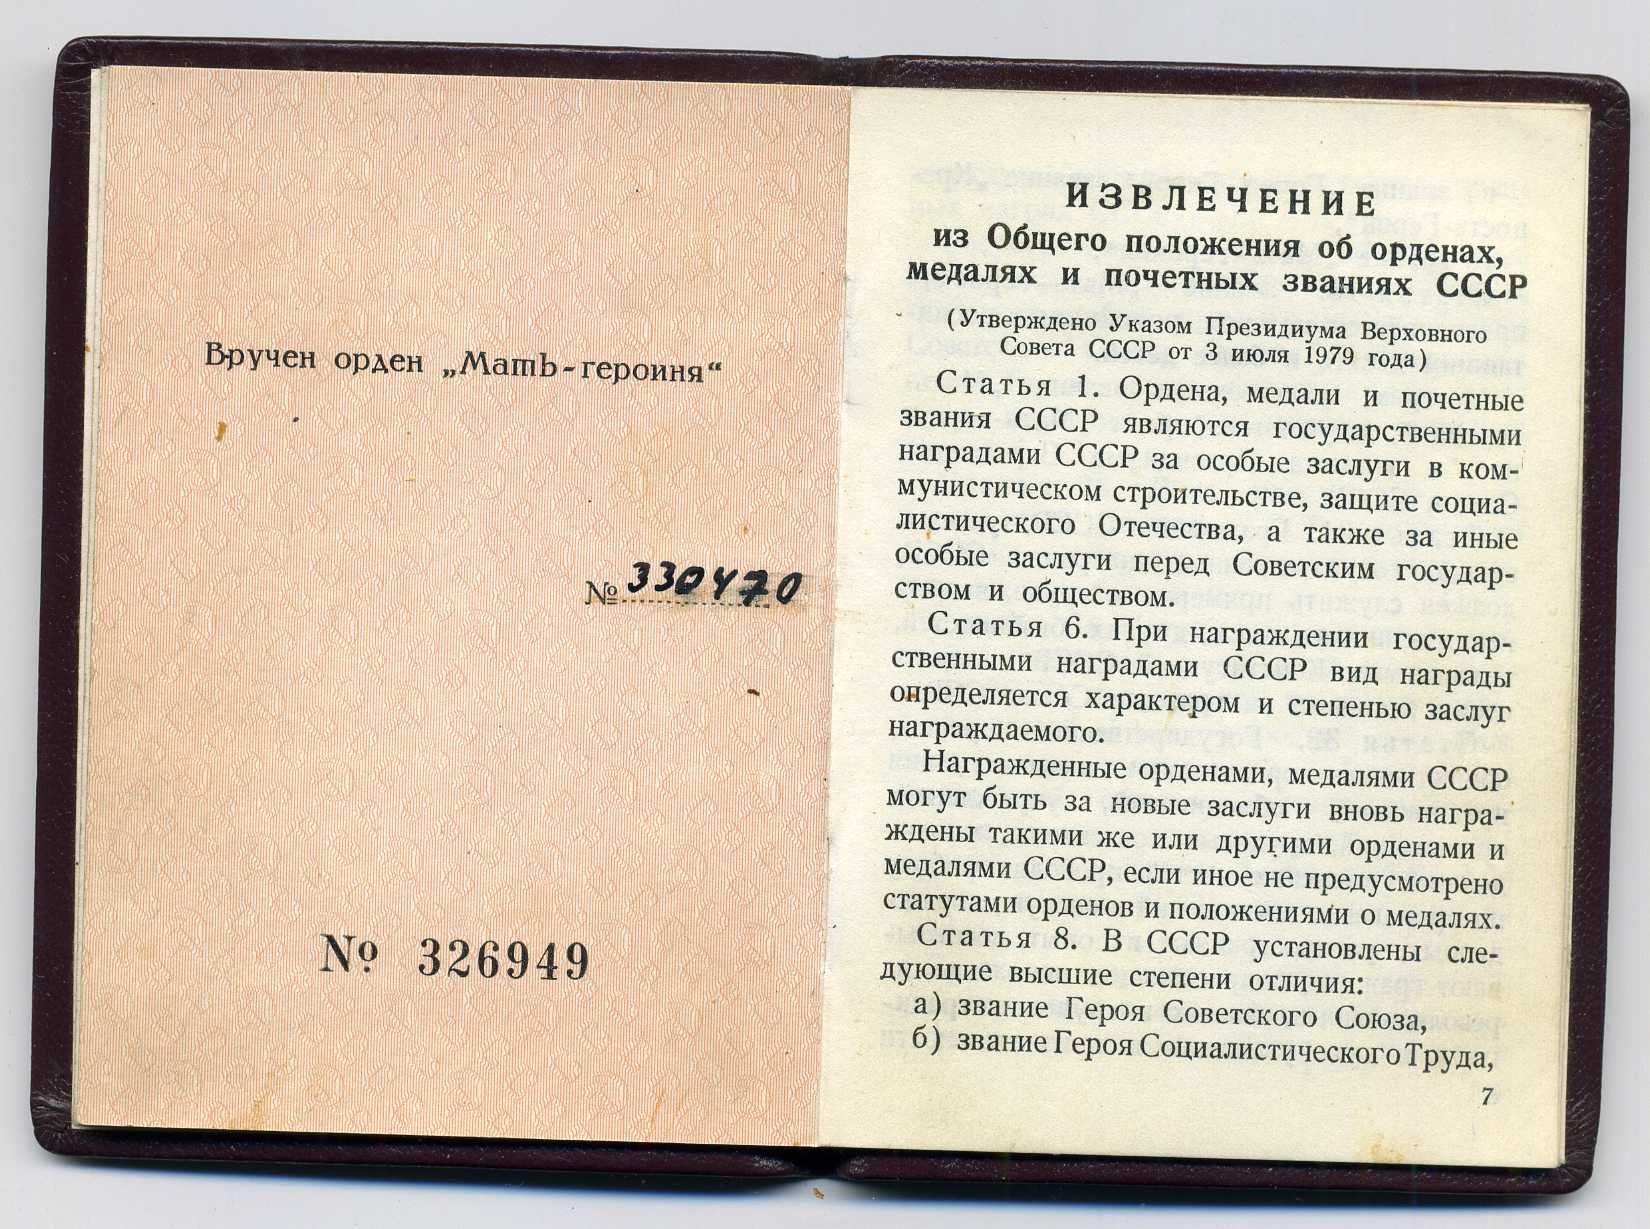 Вручен орден „Мать-героиня“
№ 330470
№ 326949
ИЗВЛЕЧЕНИЕ
из Общего положения об орденах,
медалях и почетных званиях СССР
(Утверждено Указом Президиума Верховного
Совета СССР от 3 июля 1979 года)
Статья 1. Ордена, медали и почетные
звания СССР являются государственными
наградами СССР за особые заслуги в ком-
мунистическом строительстве, защите социа-
листического Отечества, а также за иные
особые заслуги перед Советским государ-
ством и обществом.
Статья 6. При награждении государ-
ственными наградами СССР вид награды
определяется характером и степенью заслуг
награждаемого.
Награжденные орденами, медалями СССР
могут быть за новые заслуги вновь награ-
ждены такими же или другими орденами и
медалями СССР, если иное не предусмотрено
статутами орденов и положениями о медалях.
Статья 8. В СССР установлены сле-
дующие высшие степени отличия:
а) звание Героя Советского Союза,
б) звание Героя Социалистического Труда,
7